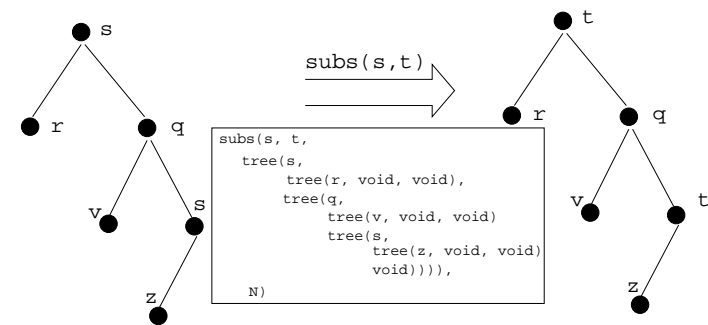 s
r
q
v
s
z
subs(s,t)
subs(s, t,
tree(s,
tree(r, void, void),
tree(q,
tree(v, void, void)
tree(s,
tree(z, void, void)
void)))),
N)
t
r
q
v
t
z